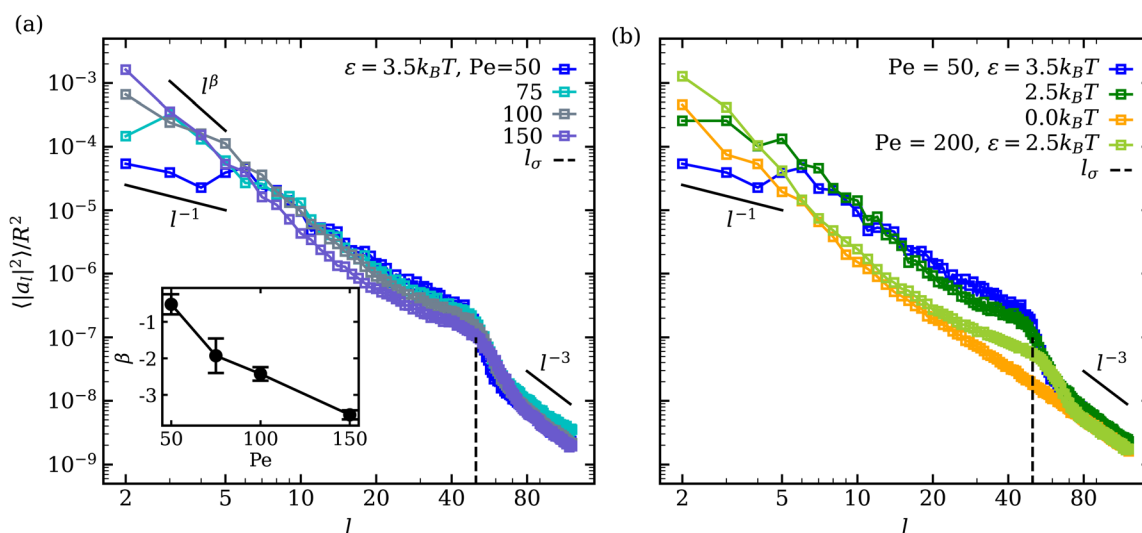 (a)
(b)
ε = 3.5k_BT, Pe=50
75
100
150
l_σ
l^β
l^{-1}
l^{-3}
10^{-3}
10^{-4}
10^{-5}
10^{-6}
10^{-7}
10^{-8}
10^{-9}
⟨|a_l|^2⟩/R^2
-1
-2
-3
β
50 100 150
Pe
2 5 10 20 40 80
l
Pe = 50, ε = 3.5k_BT
2.5k_BT
0.0k_BT
Pe = 200, ε = 2.5k_BT
l_σ
l^{-1}
l^{-3}
2 5 10 20 40 80
l